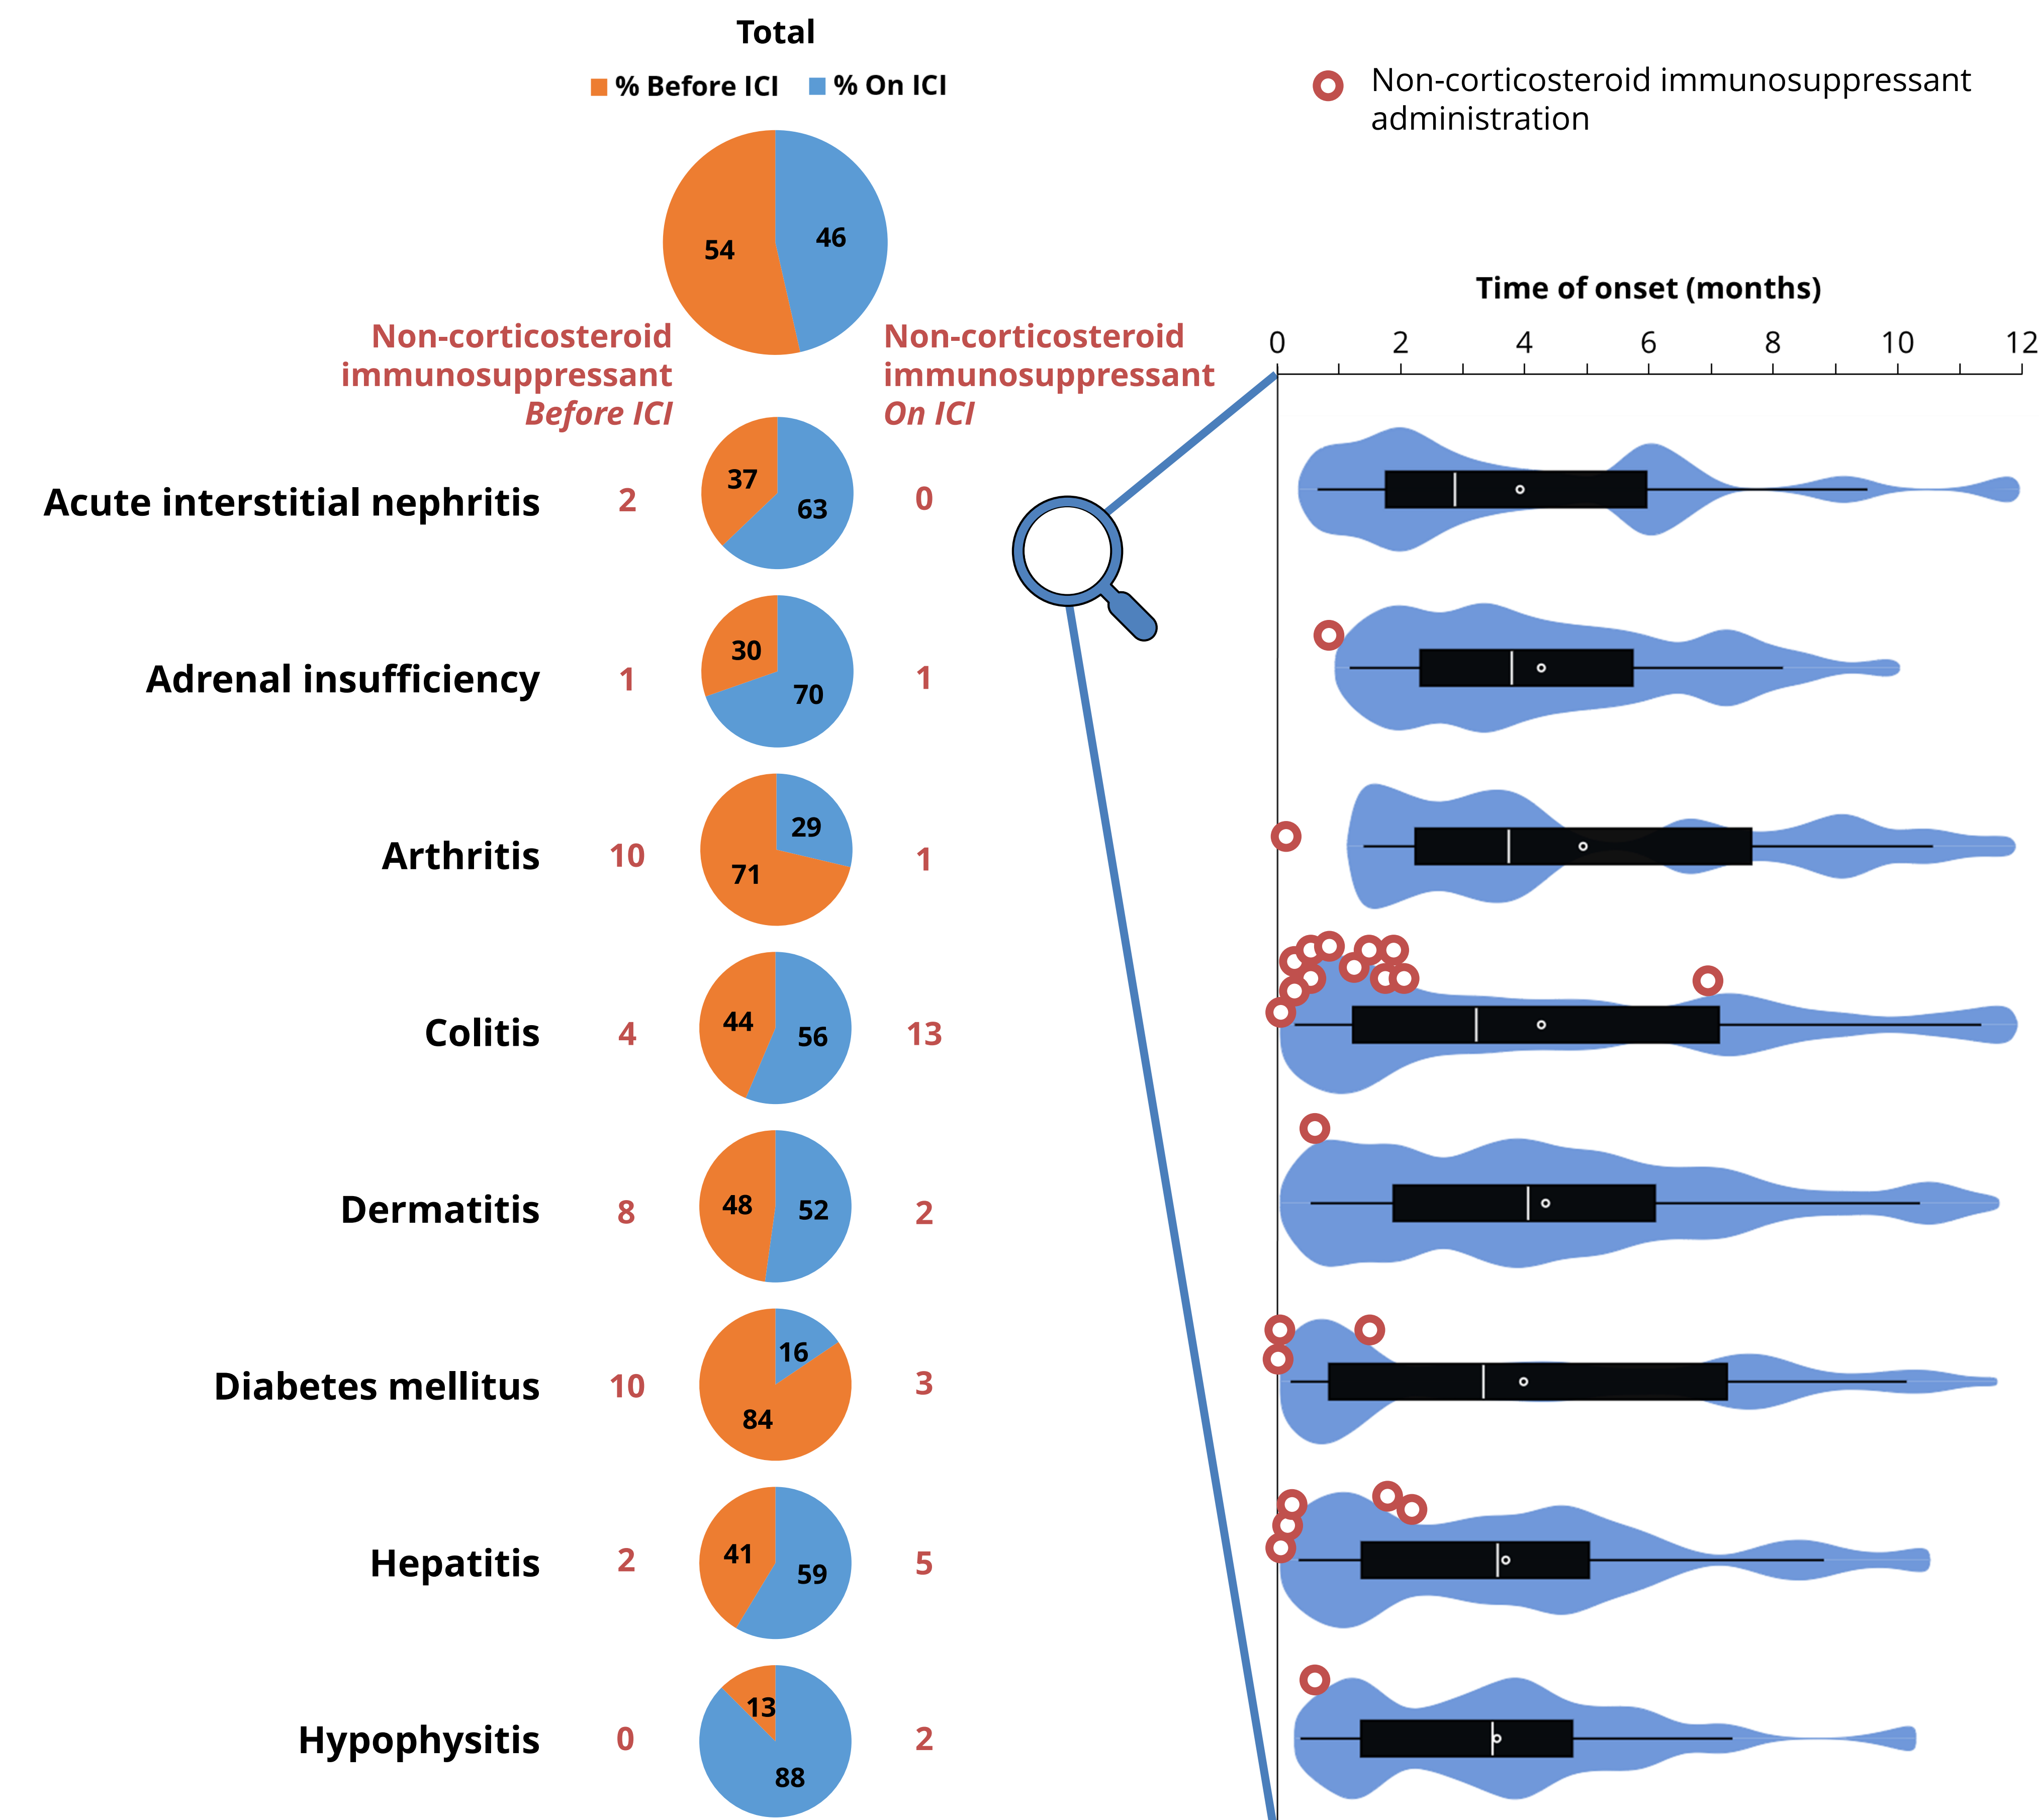 Total
% Before ICI % On ICI
Non-corticosteroid immunosuppressant
administration
54 46
Time of onset (months)
Non-corticosteroid
immunosuppressant
Before ICI
Non-corticosteroid
immunosuppressant
On ICI
0 2 4 6 8 10 12
Acute interstitial nephritis 2 37 63 0
Adrenal insufficiency 1 30 70 1
Arthritis 10 71 29 1
Colitis 4 44 56 13
Dermatitis 8 48 52 2
Diabetes mellitus 10 84 16 3
Hepatitis 2 41 59 5
Hypophysitis 0 13 88 2